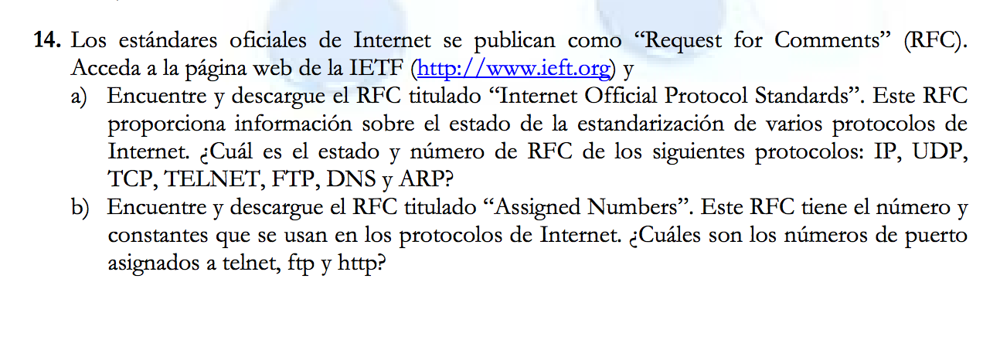 14. Los estándares oficiales de Internet se publican como “Request for Comments” (RFC).
Acceda a la página web de la IETF (http://www.ieft.org) y
a) Encuentre y descargue el RFC titulado “Internet Official Protocol Standards”. Este RFC
proporciona información sobre el estado de la estandarización de varios protocolos de
Internet. ¿Cuál es el estado y número de RFC de los siguientes protocolos: IP, UDP,
TCP, TELNET, FTP, DNS y ARP?
b) Encuentre y descargue el RFC titulado “Assigned Numbers”. Este RFC tiene el número y
constantes que se usan en los protocolos de Internet. ¿Cuáles son los números de puerto
asignados a telnet, ftp y http?